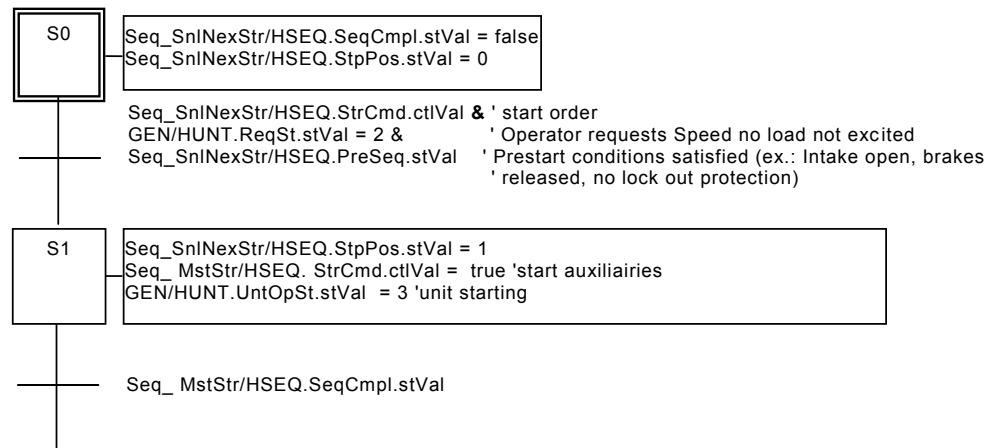 S0
Seq_SnlNexStr/HSEQ.SeqCmpl.stVal = false
Seq_SnlNexStr/HSEQ.StpPos.stVal = 0
Seq_SnlNexStr/HSEQ.StrCmd.ctlVal & ' start order
GEN/HUNT.ReqSt.stVal = 2 & ' Operator requests Speed no load not excited
Seq_SnlNexStr/HSEQ.PreSeq.stVal ' Prestart conditions satisfied (ex.: Intake open, brakes
' released, no lock out protection)
S1
Seq_SnlNexStr/HSEQ.StpPos.stVal = 1
Seq_ MstStr/HSEQ. StrCmd.ctlVal = true 'start auxiliairies
GEN/HUNT.UntOpSt.stVal = 3 'unit starting
Seq_ MstStr/HSEQ.SeqCmpl.stVal